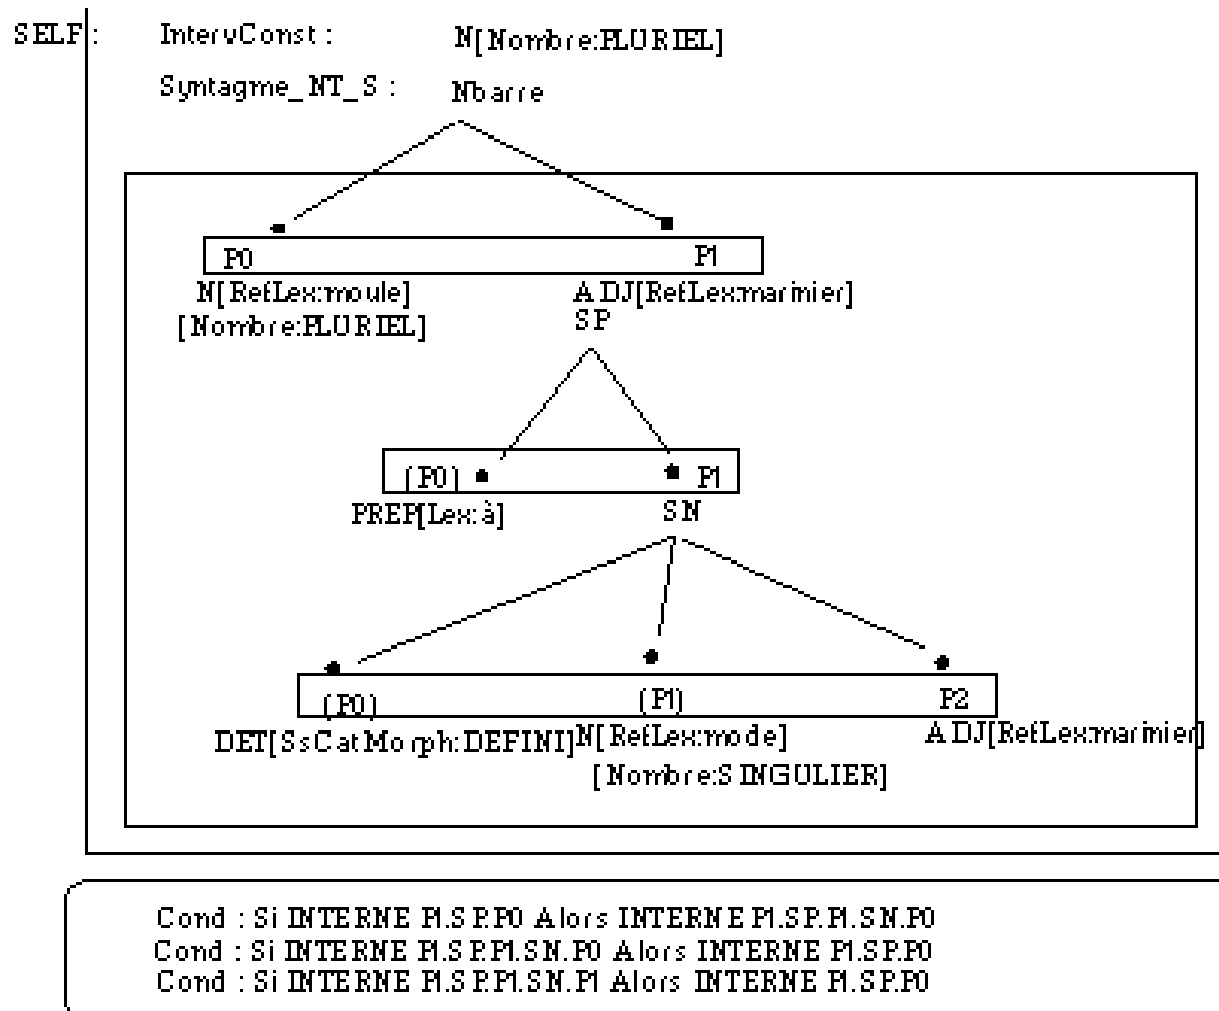 SELF : IntervConst : N[Nombre:PLURIEL]
Syntagme_NT_S : Nbarre
P0 P1
N[RefLex:moule] ADJ[RefLex:marinier]
[Nombre:PLURIEL] SP
(P0) P1
PREP[Lex:à] SN
(P0) (P1) P2
DET[SsCatMorph:DEFINI] N[RefLex:mode] ADJ[RefLex:marinier]
[Nombre:SINGULIER]
Cond : Si INTERNE P1.SP.P0 Alors INTERNE P1.SP.P1.SN.P0
Cond : Si INTERNE P1.SP.P1.SN.P0 Alors INTERNE P1.SP.P0
Cond : Si INTERNE P1.SP.P1.SN.P1 Alors INTERNE P1.SP.P0